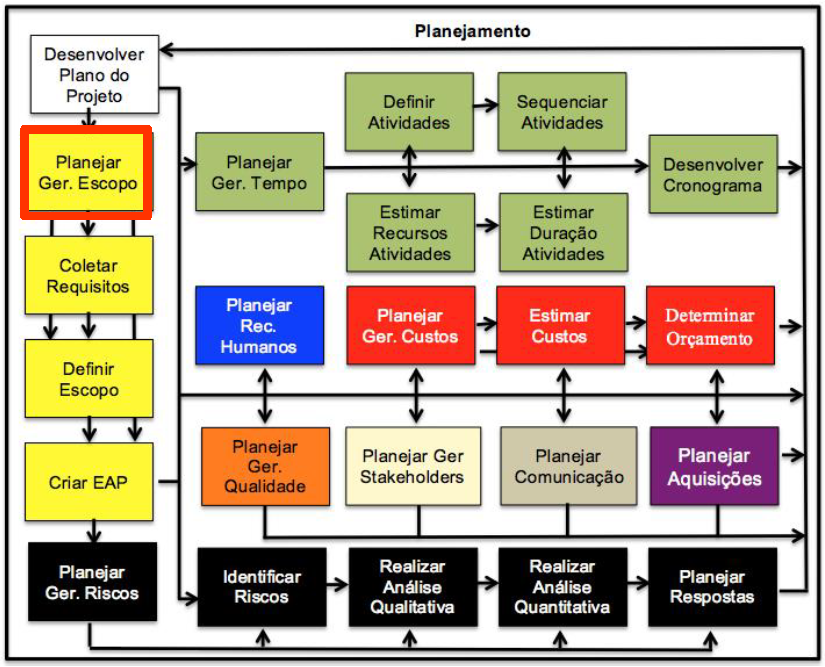 Planejamento
Desenvolver
Plano do
Projeto
Planejar
Ger. Escopo
Coletar
Requisitos
Definir
Escopo
Criar EAP
Planejar
Ger. Riscos
Planejar
Ger. Tempo
Definir
Atividades
Sequenciar
Atividades
Estimar
Recursos
Atividades
Estimar
Duração
Atividades
Desenvolver
Cronograma
Planejar
Rec.
Humanos
Planejar
Ger. Custos
Estimar
Custos
Determinar
Orçamento
Planejar
Ger.
Qualidade
Planejar Ger
Stakeholders
Planejar
Comunicação
Planejar
Aquisições
Identificar
Riscos
Realizar
Análise
Qualitativa
Realizar
Análise
Quantitativa
Planejar
Respostas